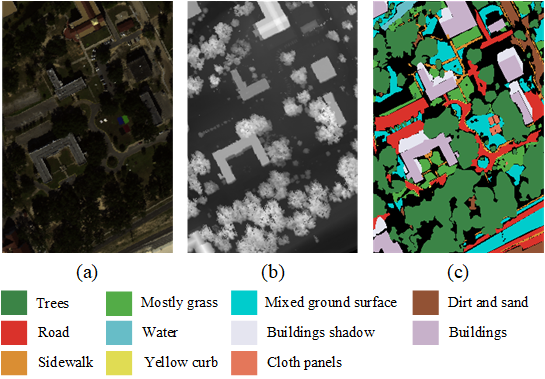 (a) (b) (c)
Trees Mostly grass Mixed ground surface Dirt and sand
Road Water Buildings shadow Buildings
Sidewalk Yellow curb Cloth panels